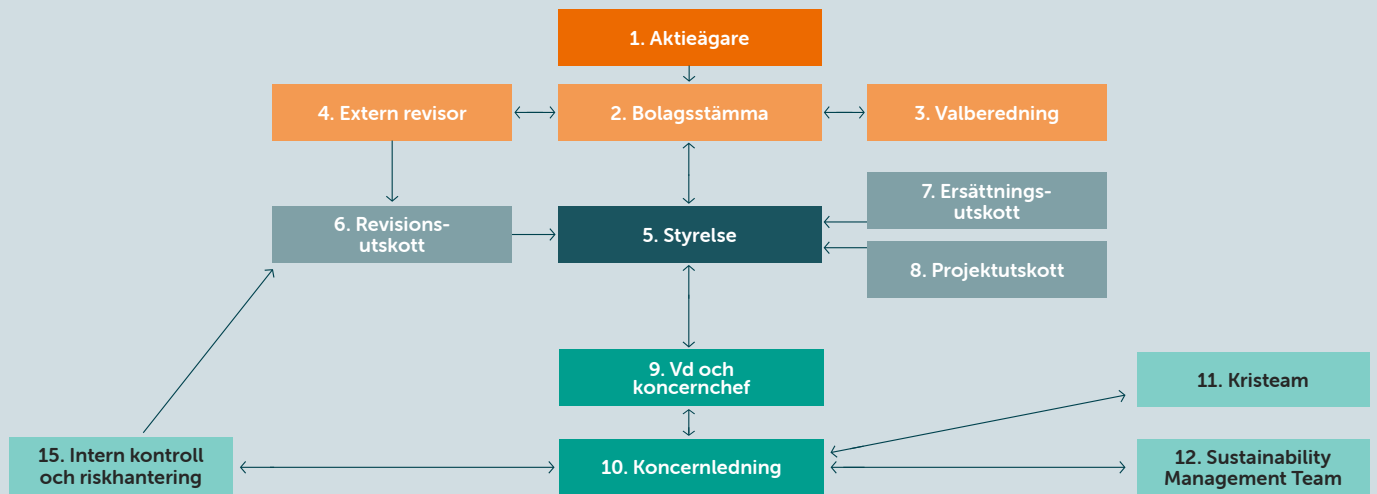 1. Aktieägare
4. Extern revisor
2. Bolagsstämma
3. Valberedning
7. Ersättnings-
utskott
6. Revisions-
utskott
5. Styrelse
8. Projektutskott
9. Vd och
koncernchef
11. Kristeam
15. Intern kontroll
och riskhantering
10. Koncernledning
12. Sustainability
Management Team